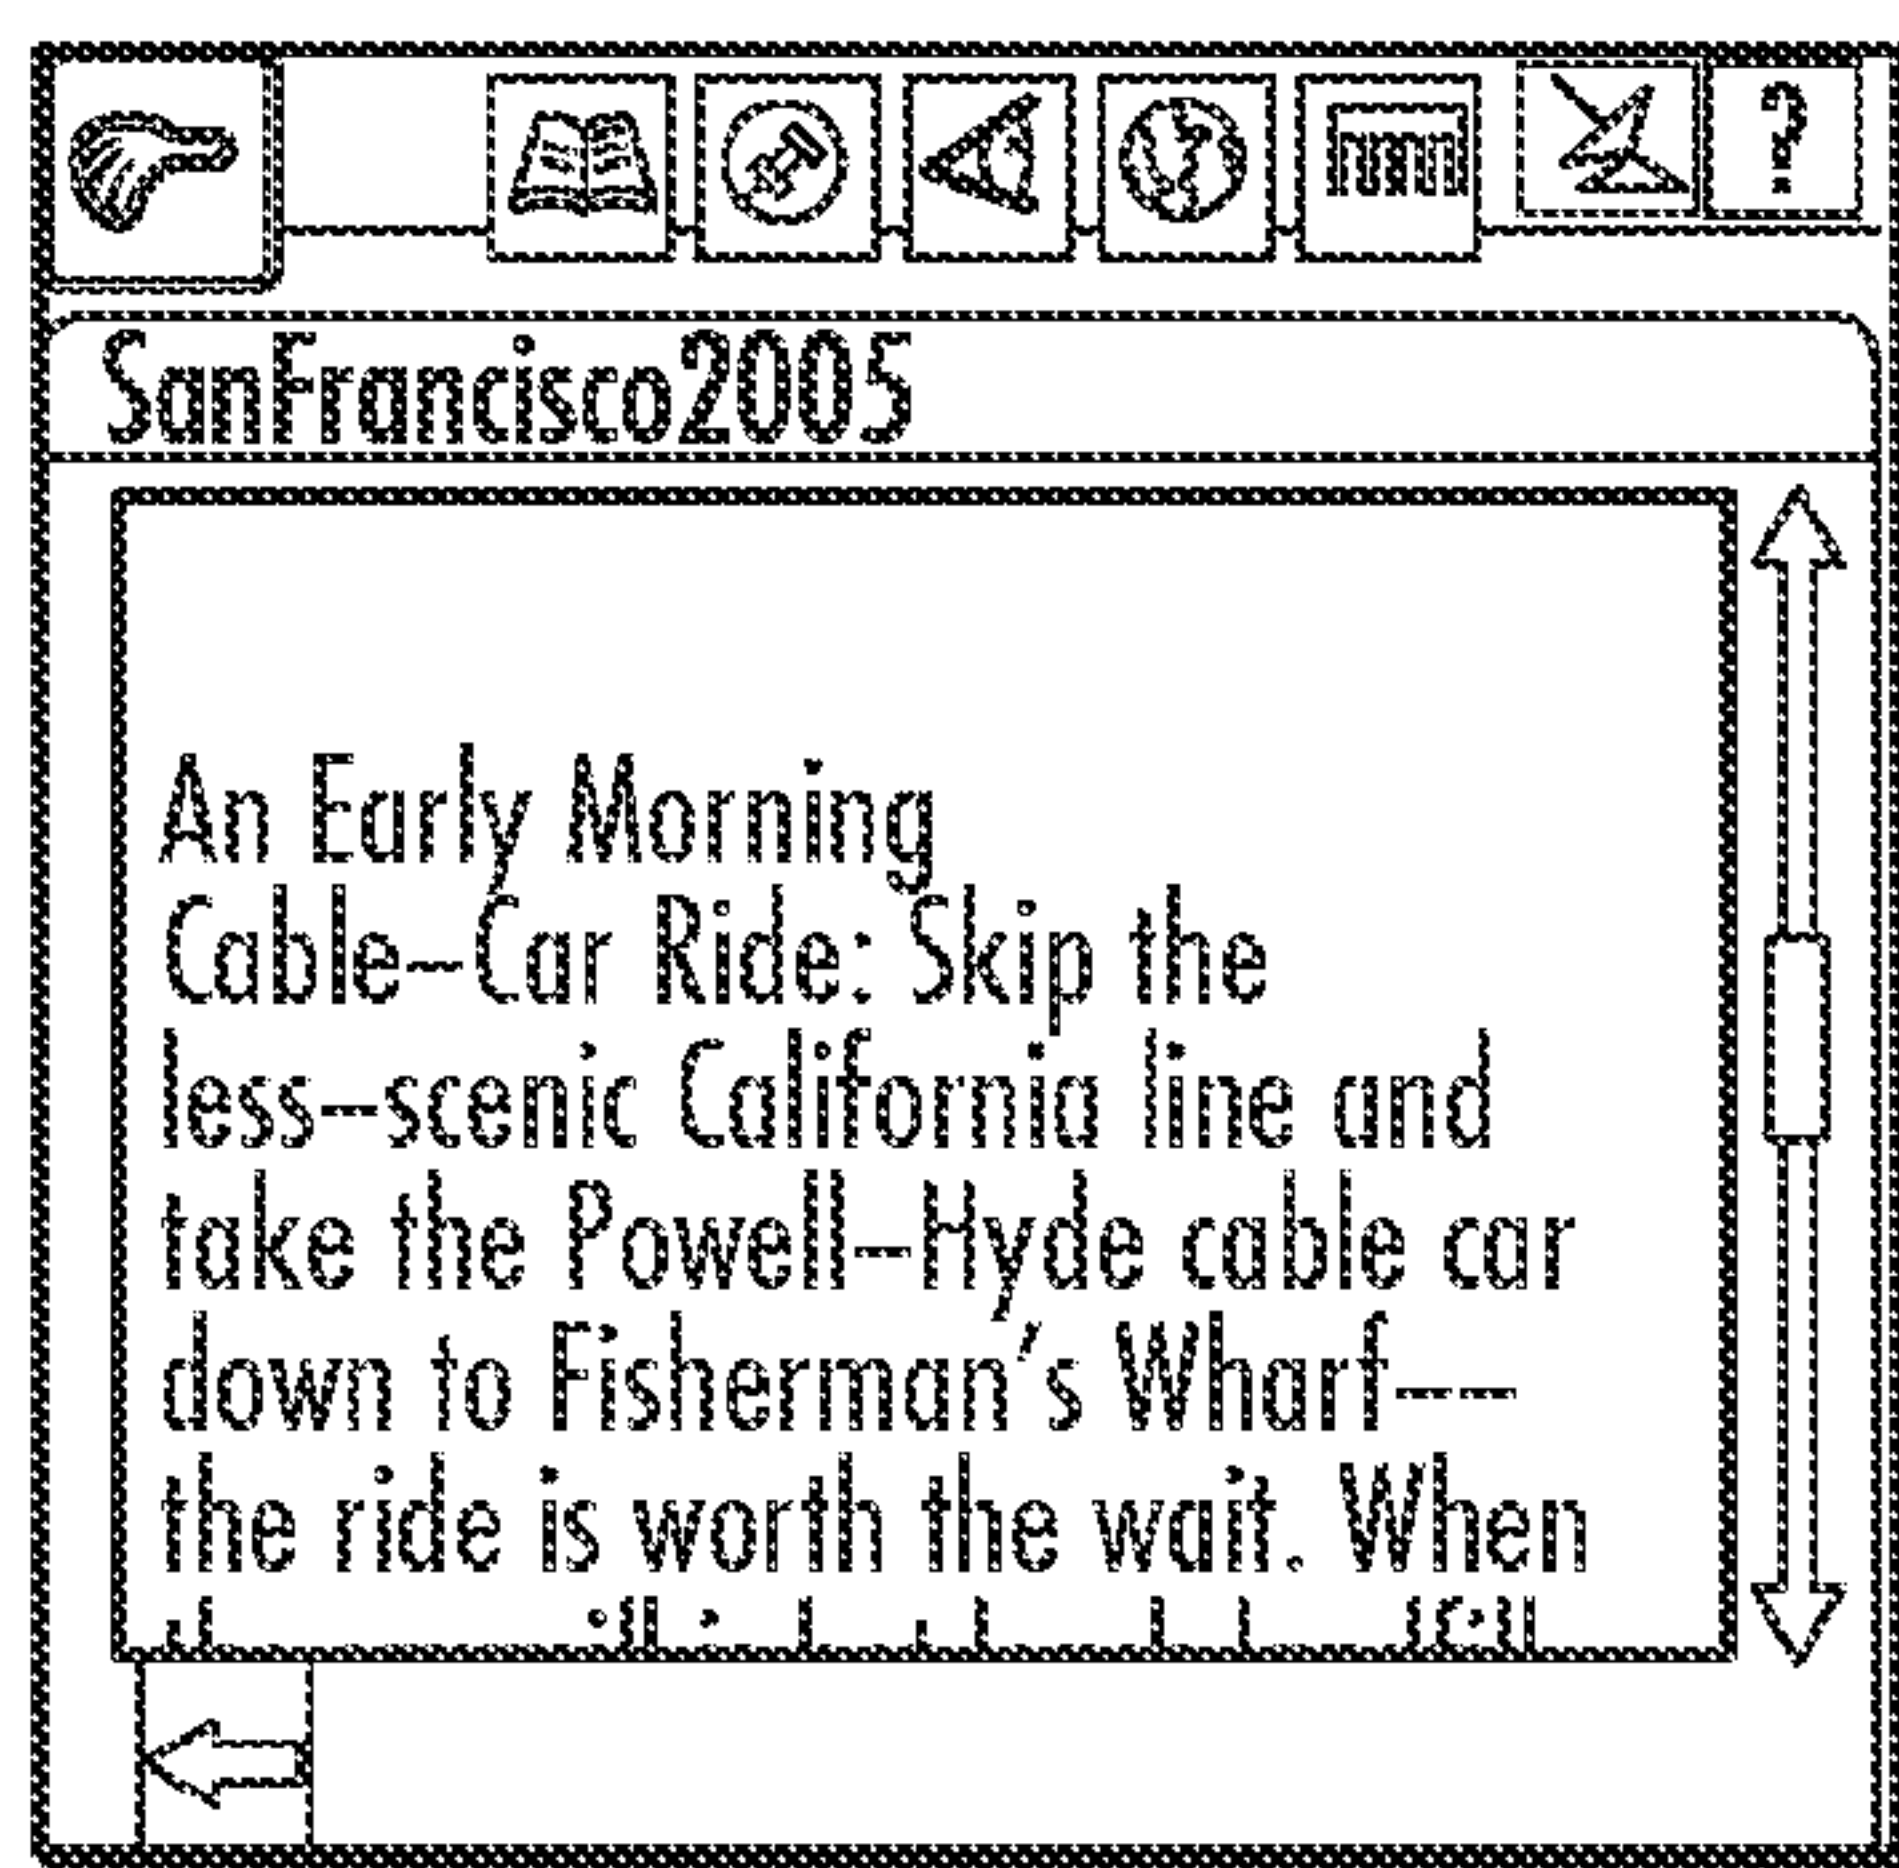 ?
SanFrancisco2005
An Early Morning
Cable-Car Ride: Skip the
less-scenic California line and
take the Powell-Hyde cable car
down to Fisherman's Wharf--
the ride is worth the wait. When